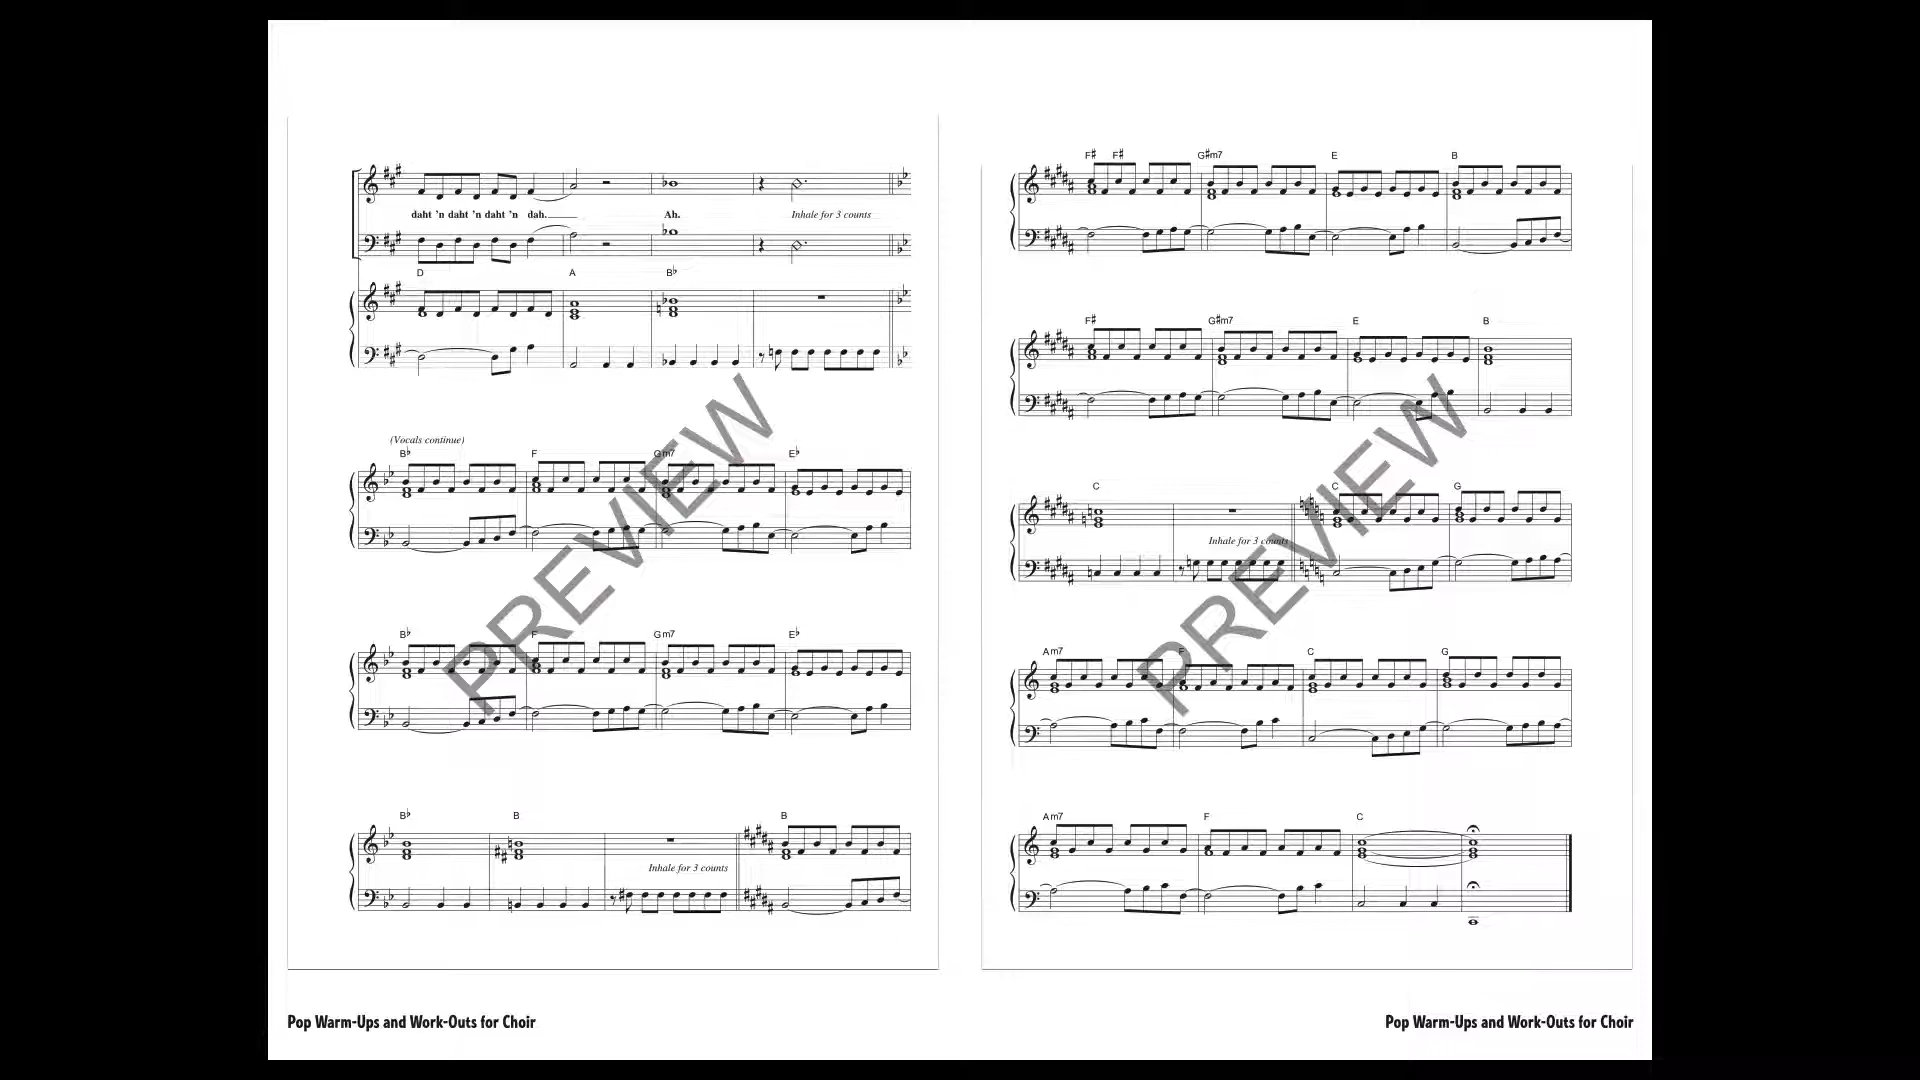 daht 'n daht 'n daht 'n dah. Ah. Inhale for 3 counts
D A B♭
(Vocals continue)
B♭ F Gm7 E♭
B♭ F Gm7 E♭
B♭ B B
Inhale for 3 counts
PREVIEW
Pop Warm-Ups and Work-Outs for Choir
F♯ F♯ G♯m7 E B
F♯ G♯m7 E B
C C G
Inhale for 3 counts
Am7 F C G
Am7 F C
PREVIEW
Pop Warm-Ups and Work-Outs for Choir